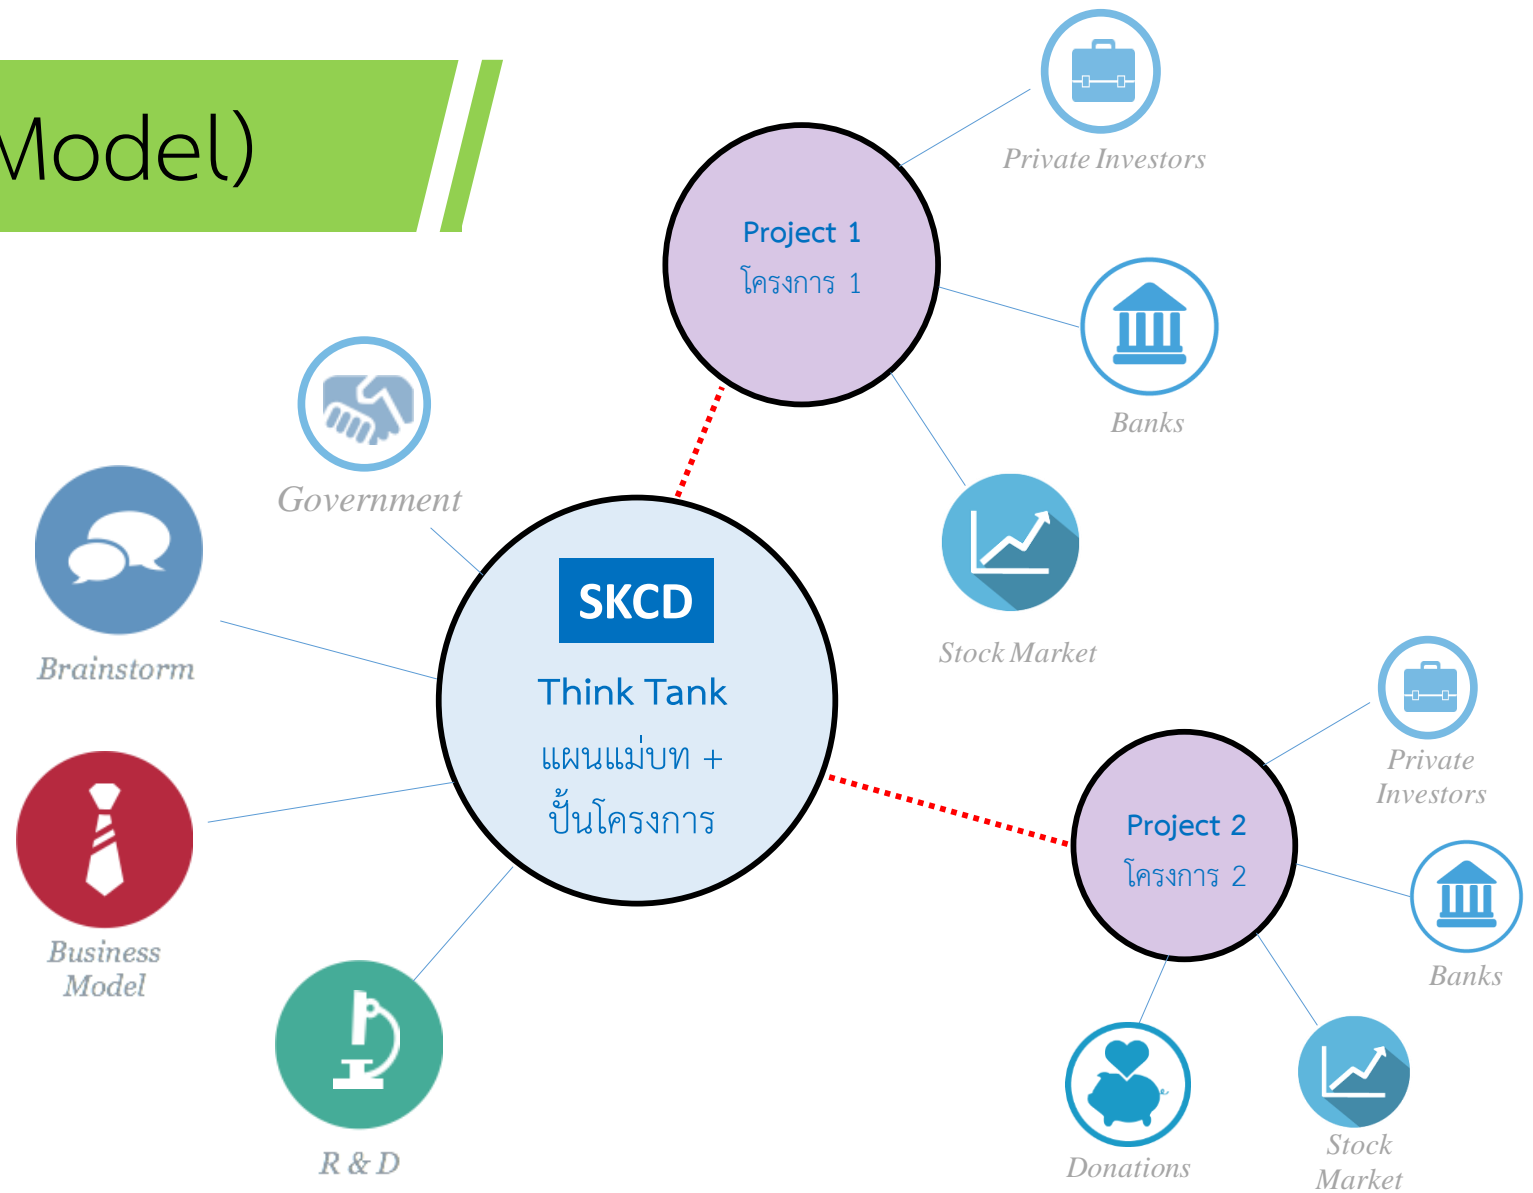 Model)
Private Investors
Project 1
โครงการ 1
Banks
Government
Stock Market
SKCD
Think Tank
แผนแม่บท +
ปั้นโครงการ
Brainstorm
Business
Model
R & D
Private
Investors
Project 2
โครงการ 2
Banks
Donations
Stock
Market